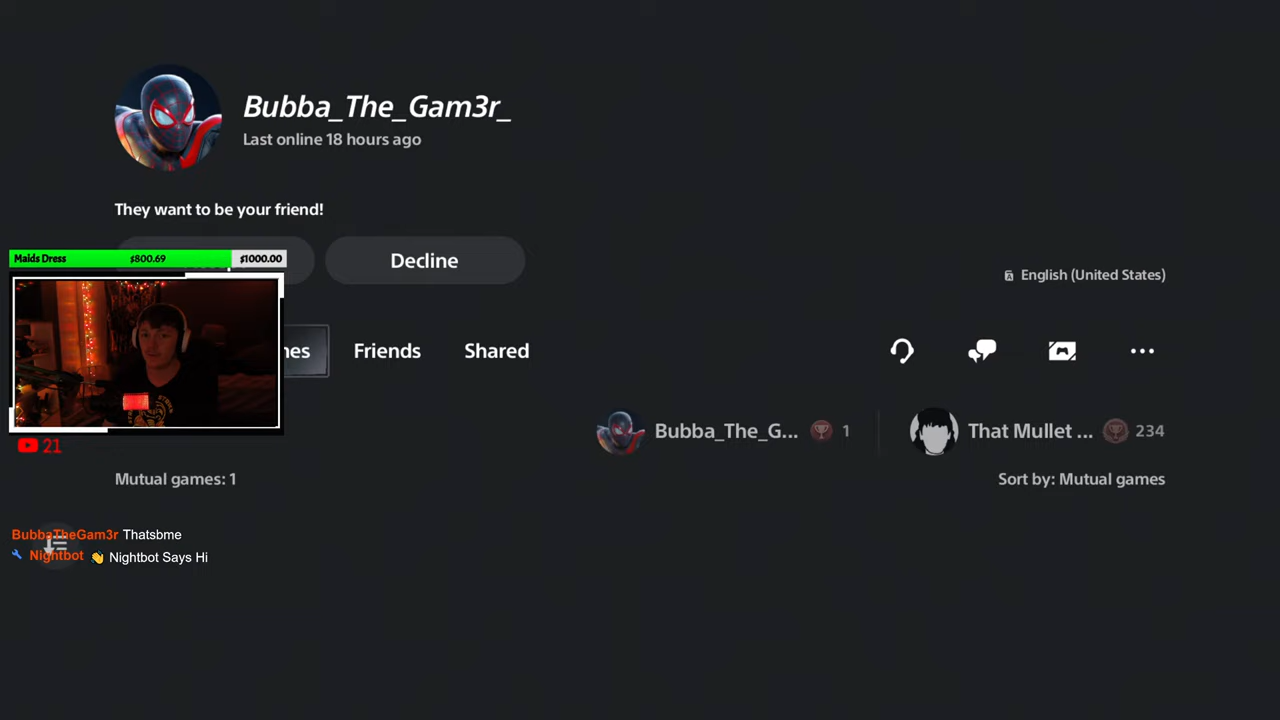 Bubba_The_Gam3r_
Last online 18 hours ago
They want to be your friend!
Decline
Maids Dress $800.69 $1000.00
English (United States)
Friends
Shared
Bubba_The_G... 1
That Mullet ... 234
21
Mutual games: 1
Sort by: Mutual games
BubbaTheGam3r Thatsbme
Nightbot 👋 Nightbot Says Hi